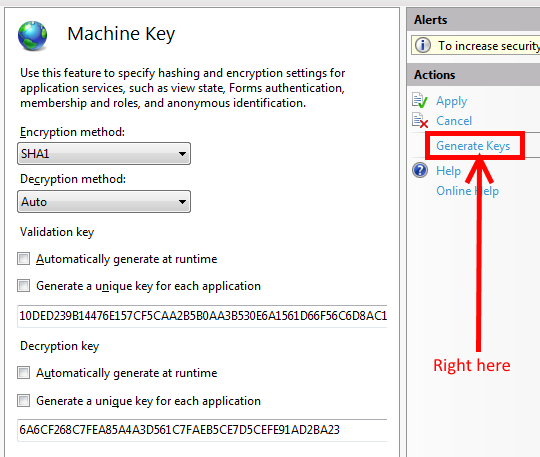 Machine Key
Use this feature to specify hashing and encryption settings for
application services, such as view state, Forms authentication,
membership and roles, and anonymous identification.
Encryption method:
SHA1
Decryption method:
Auto
Validation key
Automatically generate at runtime
Generate a unique key for each application
10DED239B14476E157CF5CAA2B5B0AA3B530E6A1561D66F56C6D8AC1
Decryption key
Automatically generate at runtime
Generate a unique key for each application
6A6CF268C7FEA85A4A3D561C7FAEB5CE7D5CEFE91AD2BA23
Alerts
To increase security
Actions
Apply
Cancel
Generate Keys
Help
Online Help
Right here